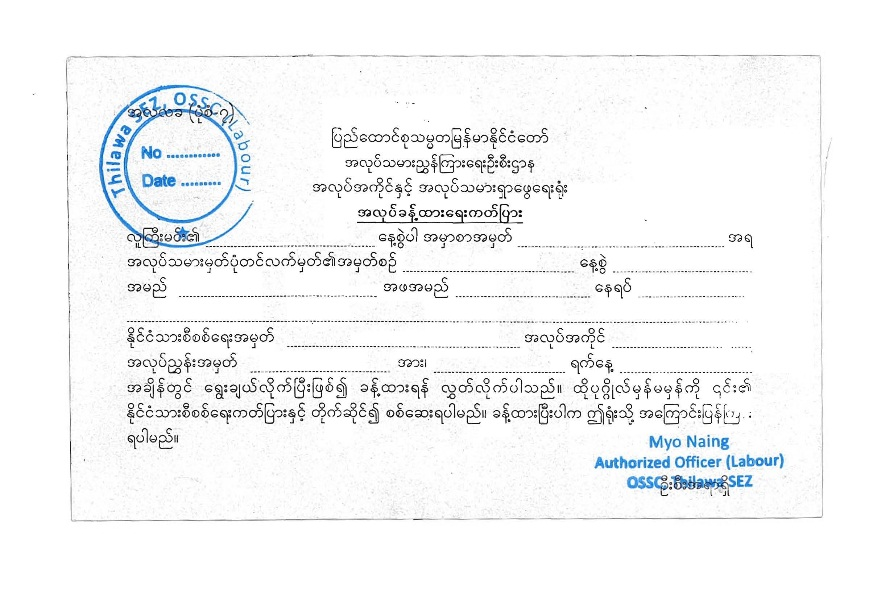 Thilawa SEZ, OSSC (Labour)
အလလခ (ပုံစံ-၇)
No ............
Date .........
ပြည်ထောင်စုသမ္မတမြန်မာနိုင်ငံတော်
အလုပ်သမားညွှန်ကြားရေးဦးစီးဌာန
အလုပ်အကိုင်နှင့် အလုပ်သမားရှာဖွေရေးရုံး
အလုပ်ခန့်ထားရေးကတ်ပြား
လူကြီးမင်း၏ နေ့စွဲပါ အမှာစာအမှတ် အရ
အလုပ်သမားမှတ်ပုံတင်လက်မှတ်၏အမှတ်စဉ် နေ့စွဲ
အမည် အဖအမည် နေရပ်
နိုင်ငံသားစီစစ်ရေးအမှတ် အလုပ်အကိုင်
အလုပ်ညွှန်းအမှတ် အား၊ ရက်နေ့
အချိန်တွင် ရွေးချယ်လိုက်ပြီးဖြစ်၍ ခန့်ထားရန် လွှတ်လိုက်ပါသည်။ ထိုပုဂ္ဂိုလ်မှန်မမှန်ကို ၎င်း၏
နိုင်ငံသားစီစစ်ရေးကတ်ပြားနှင့် တိုက်ဆိုင်၍ စစ်ဆေးရပါမည်။ ခန့်ထားပြီးပါက ဤရုံးသို့ အကြောင်းပြန်ကြား
ရပါမည်။
Myo Naing
Authorized Officer (Labour)
OSSC, Thilawa SEZ
ဦးစီးအရာရှိ